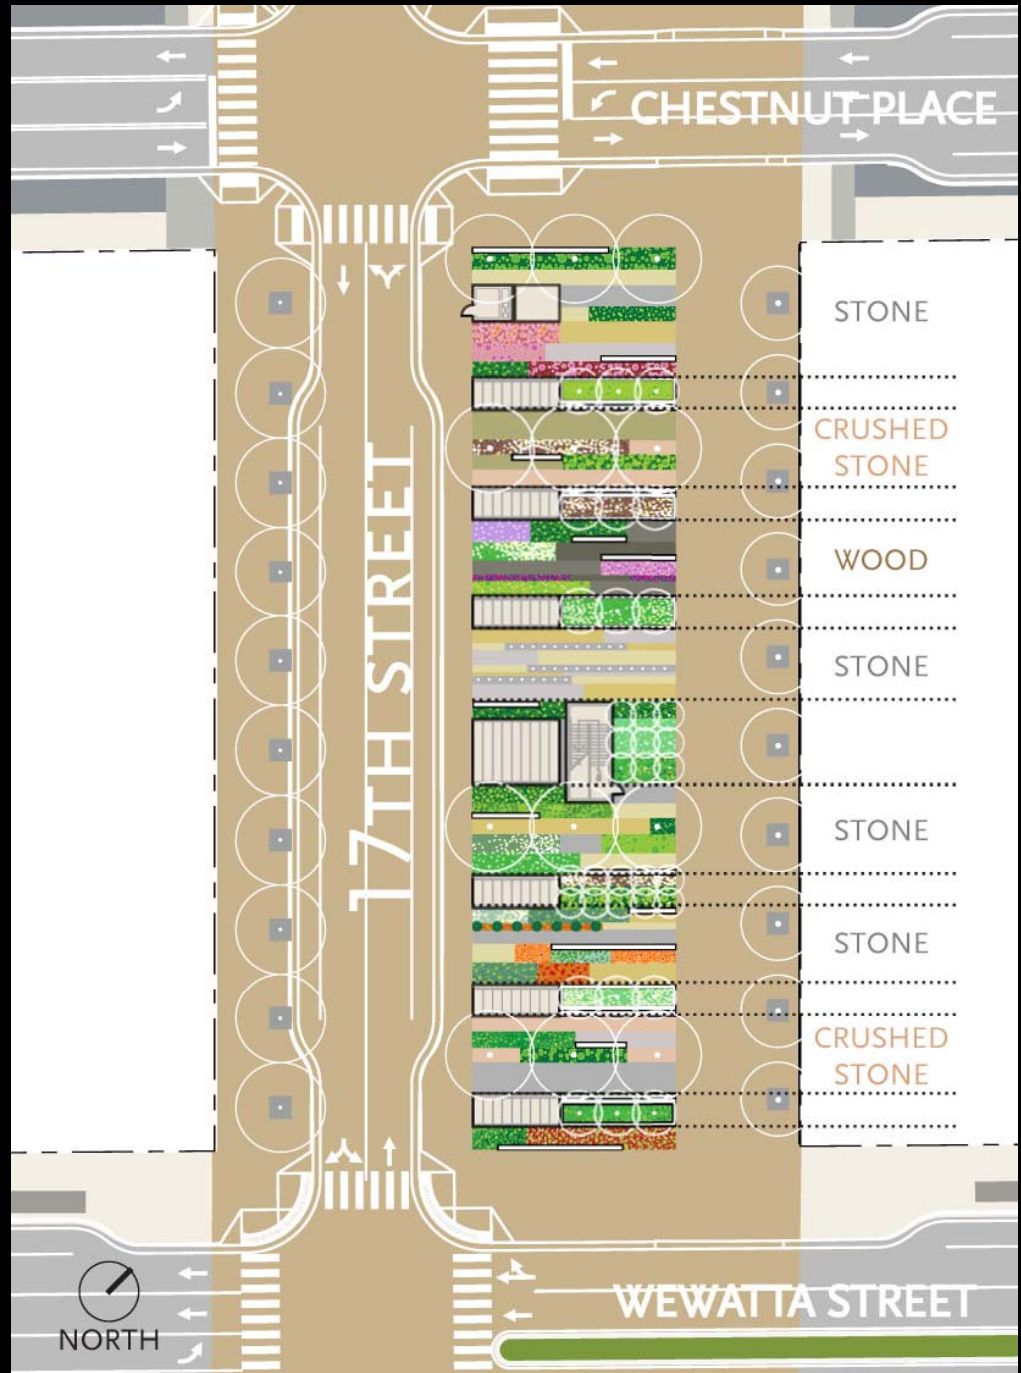 CHESTNUT PLACE
STONE
CRUSHED
STONE
WOOD
17TH STREET
STONE
STONE
STONE
CRUSHED
STONE
WEWATTA STREET
NORTH